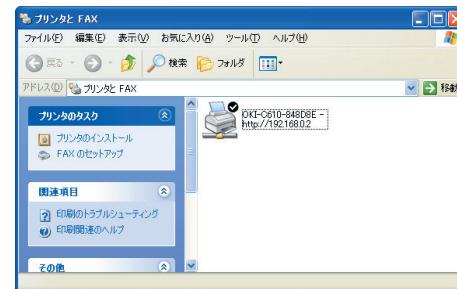 プリンタと FAX
ファイル(F) 編集(E) 表示(V) お気に入り(A) ツール(T) ヘルプ(H)
戻る 検索 フォルダ
アドレス(D) プリンタと FAX 移動
プリンタのタスク
プリンタのインストール
FAX のセットアップ
OKI-C610-848D8E -
http://192.168.0.2
関連項目
印刷のトラブルシューティング
印刷関連のヘルプ
その他